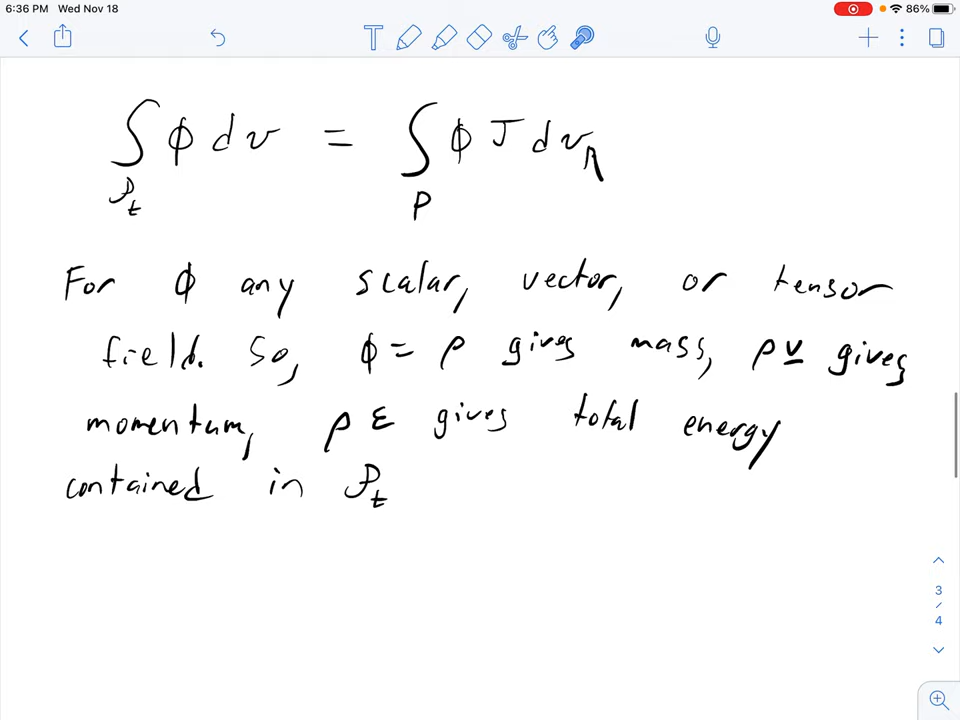 6:36 PM Wed Nov 18 86%
∫_{𝒫_t} ϕ dv = ∫_P ϕ J dv_R
For ϕ any scalar, vector, or tensor
field. So, ϕ = ρ gives mass, ρv̲ gives
momentum, ρ ε gives total energy
contained in 𝒫_t
3
/
4